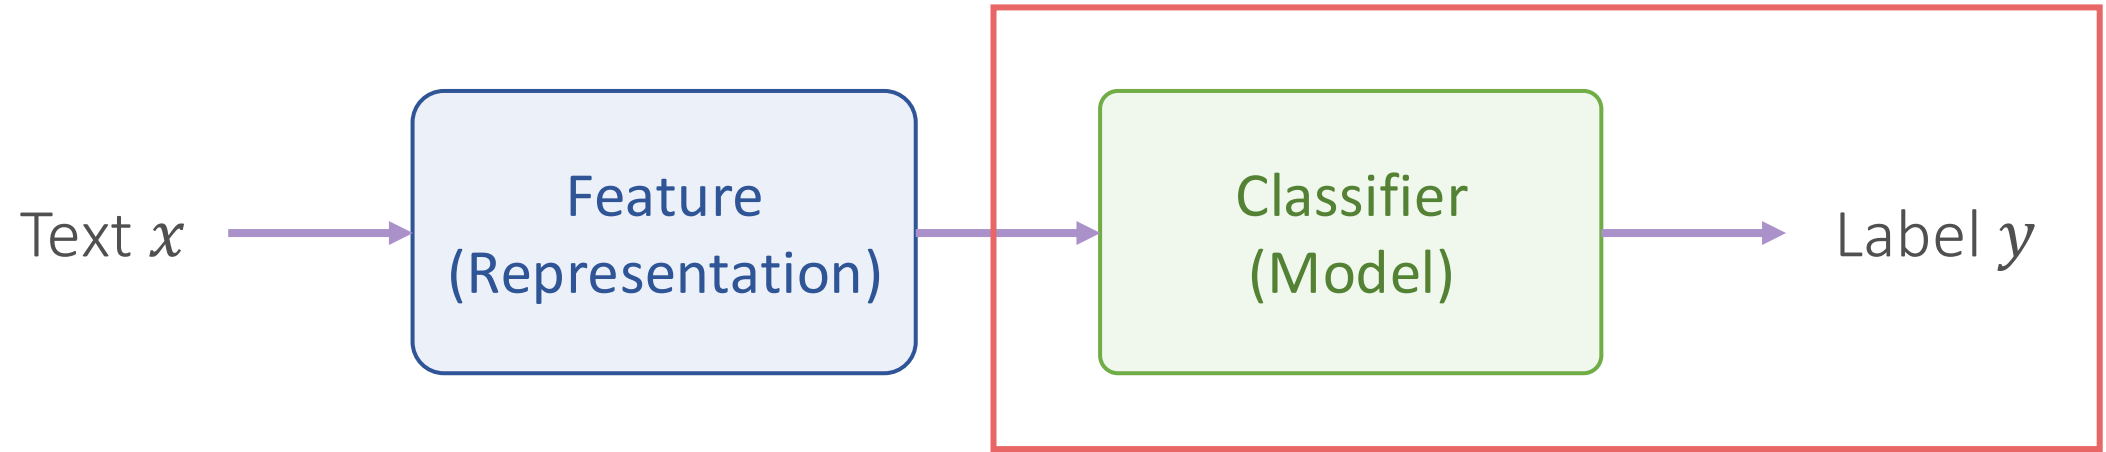 Text x
Feature
(Representation)
Classifier
(Model)
Label y